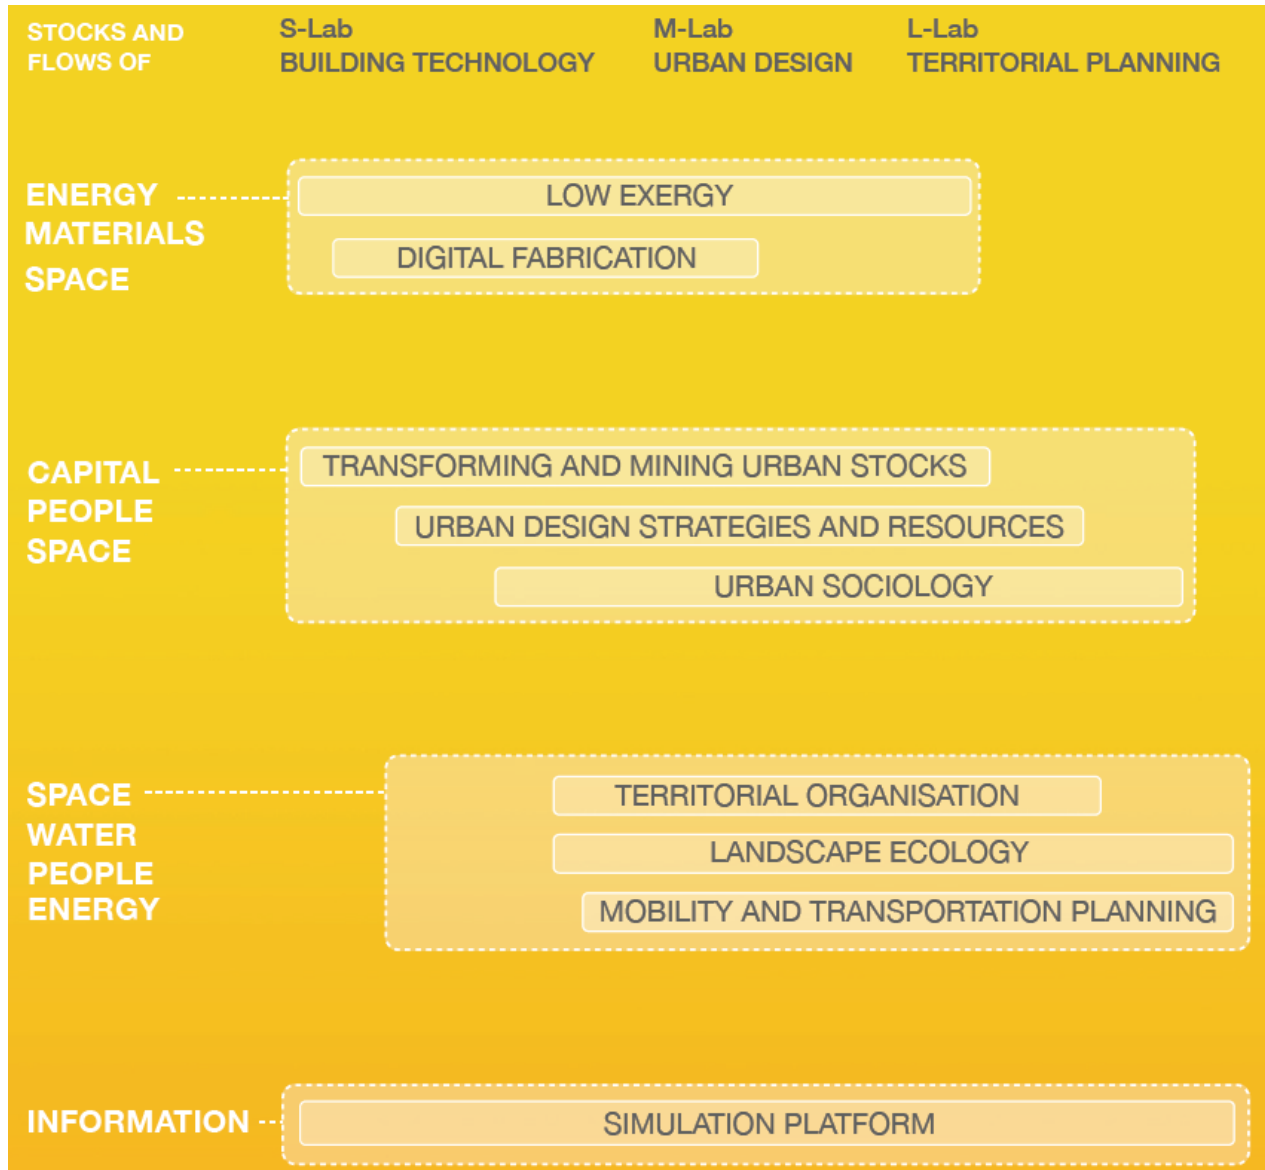 STOCKS AND
FLOWS OF
S-Lab
BUILDING TECHNOLOGY
M-Lab
URBAN DESIGN
L-Lab
TERRITORIAL PLANNING
ENERGY
MATERIALS
SPACE
LOW EXERGY
DIGITAL FABRICATION
CAPITAL
PEOPLE
SPACE
TRANSFORMING AND MINING URBAN STOCKS
URBAN DESIGN STRATEGIES AND RESOURCES
URBAN SOCIOLOGY
SPACE
WATER
PEOPLE
ENERGY
TERRITORIAL ORGANISATION
LANDSCAPE ECOLOGY
MOBILITY AND TRANSPORTATION PLANNING
INFORMATION
SIMULATION PLATFORM